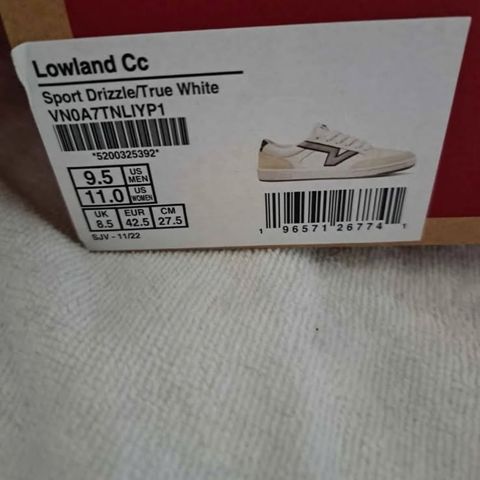 Lowland Cc
Sport Drizzle/True White
VN0A7TNLIYP1
*5200325392*
9.5 US MEN
11.0 US WOMEN
UK EUR CM
8.5 42.5 27.5
SJV - 11/22
1 96571 26774 1